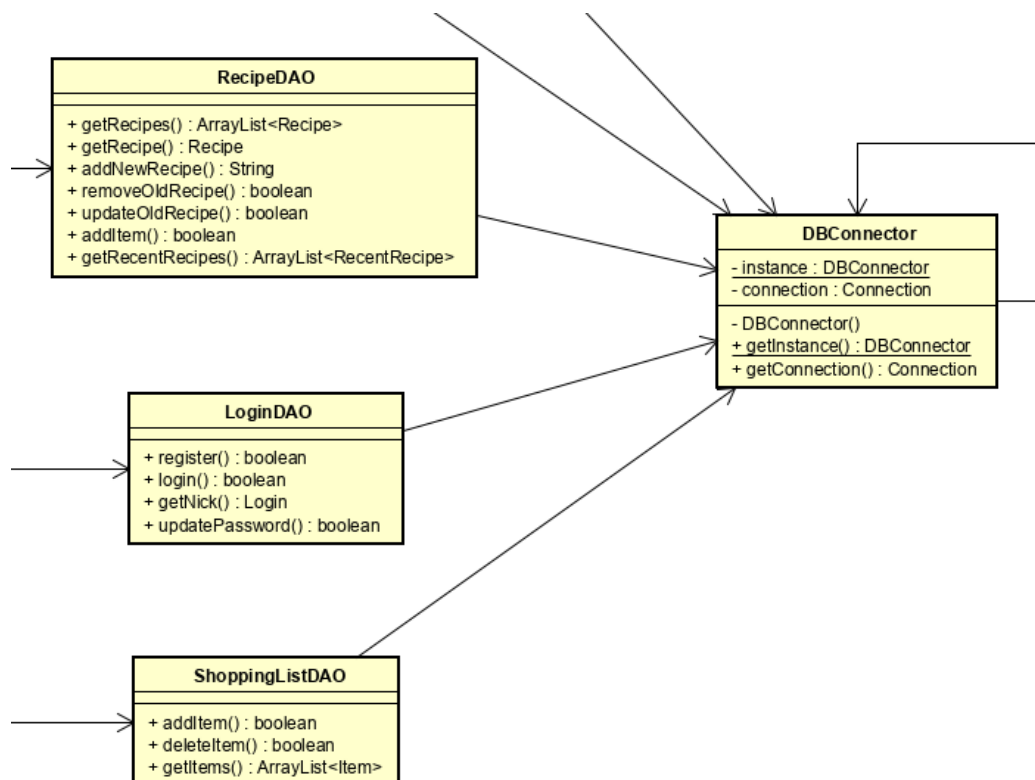 RecipeDAO
+ getRecipes() : ArrayList<Recipe>
+ getRecipe() : Recipe
+ addNewRecipe() : String
+ removeOldRecipe() : boolean
+ updateOldRecipe() : boolean
+ addItem() : boolean
+ getRecentRecipes() : ArrayList<RecentRecipe>
DBConnector
- instance : DBConnector
- connection : Connection
- DBConnector()
+ getInstance() : DBConnector
+ getConnection() : Connection
LoginDAO
+ register() : boolean
+ login() : boolean
+ getNick() : Login
+ updatePassword() : boolean
ShoppingListDAO
+ addItem() : boolean
+ deleteItem() : boolean
+ getItems() : ArrayList<Item>